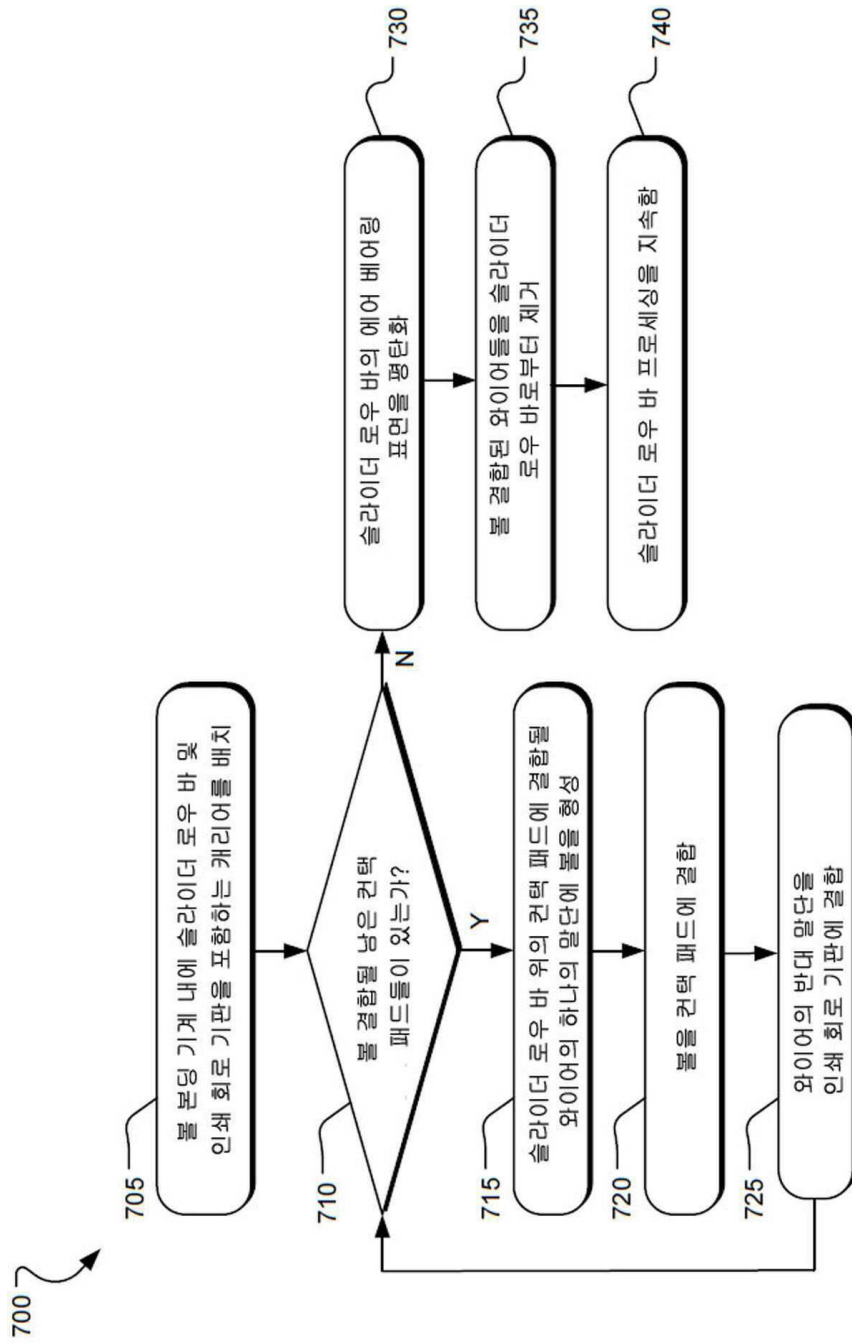 700
705
볼 본딩 기계 내에 슬라이더 로우 바 및
인쇄 회로 기판을 포함하는 캐리어를 배치
710
볼 결합될 남은 컨택
패드들이 있는가?
N
Y
715
슬라이더 로우 바 위의 컨택 패드에 결합될
와이어의 하나의 말단에 볼을 형성
720
볼을 컨택 패드에 결합
725
와이어의 반대 말단을
인쇄 회로 기판에 결합
730
슬라이더 로우 바의 에어 베어링
표면을 평탄화
735
볼 결합된 와이어들을 슬라이더
로우 바로부터 제거
740
슬라이더 로우 바 프로세싱을 지속함